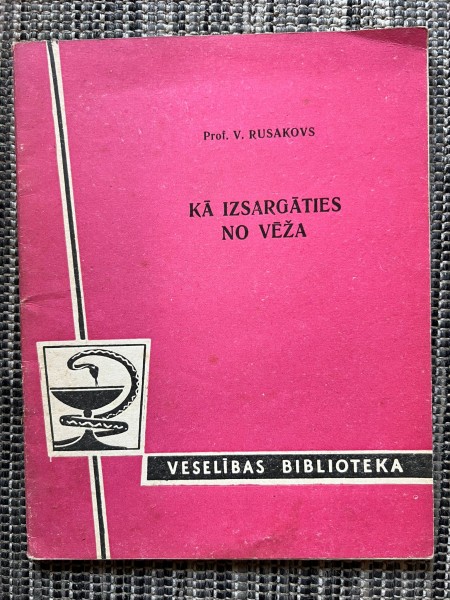 Prof. V. RUSAKOVS
KĀ IZSARGĀTIES
NO VĒŽA
VESELĪBAS BIBLIOTEKA